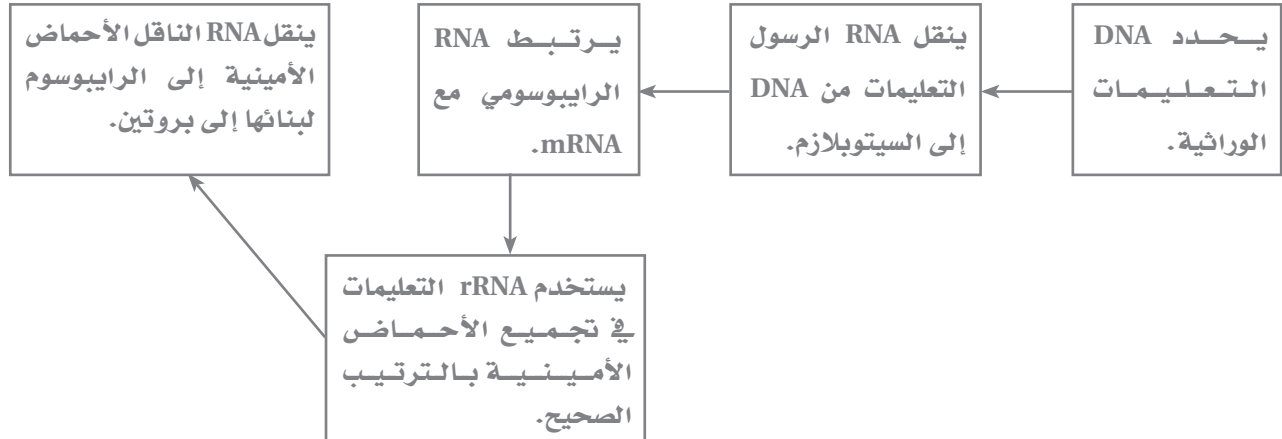 يحدد DNA
التعليمات
الوراثية.
ينقل RNA الرسول
التعليمات من DNA
إلى السيتوبلازم.
يرتبط RNA
الرايبوسومي مع
mRNA.
يستخدم rRNA التعليمات
في تجميع الأحماض
الأمينية بالترتيب
الصحيح.
ينقل RNA الناقل الأحماض
الأمينية إلى الرايبوسوم
لبنائها إلى بروتين.